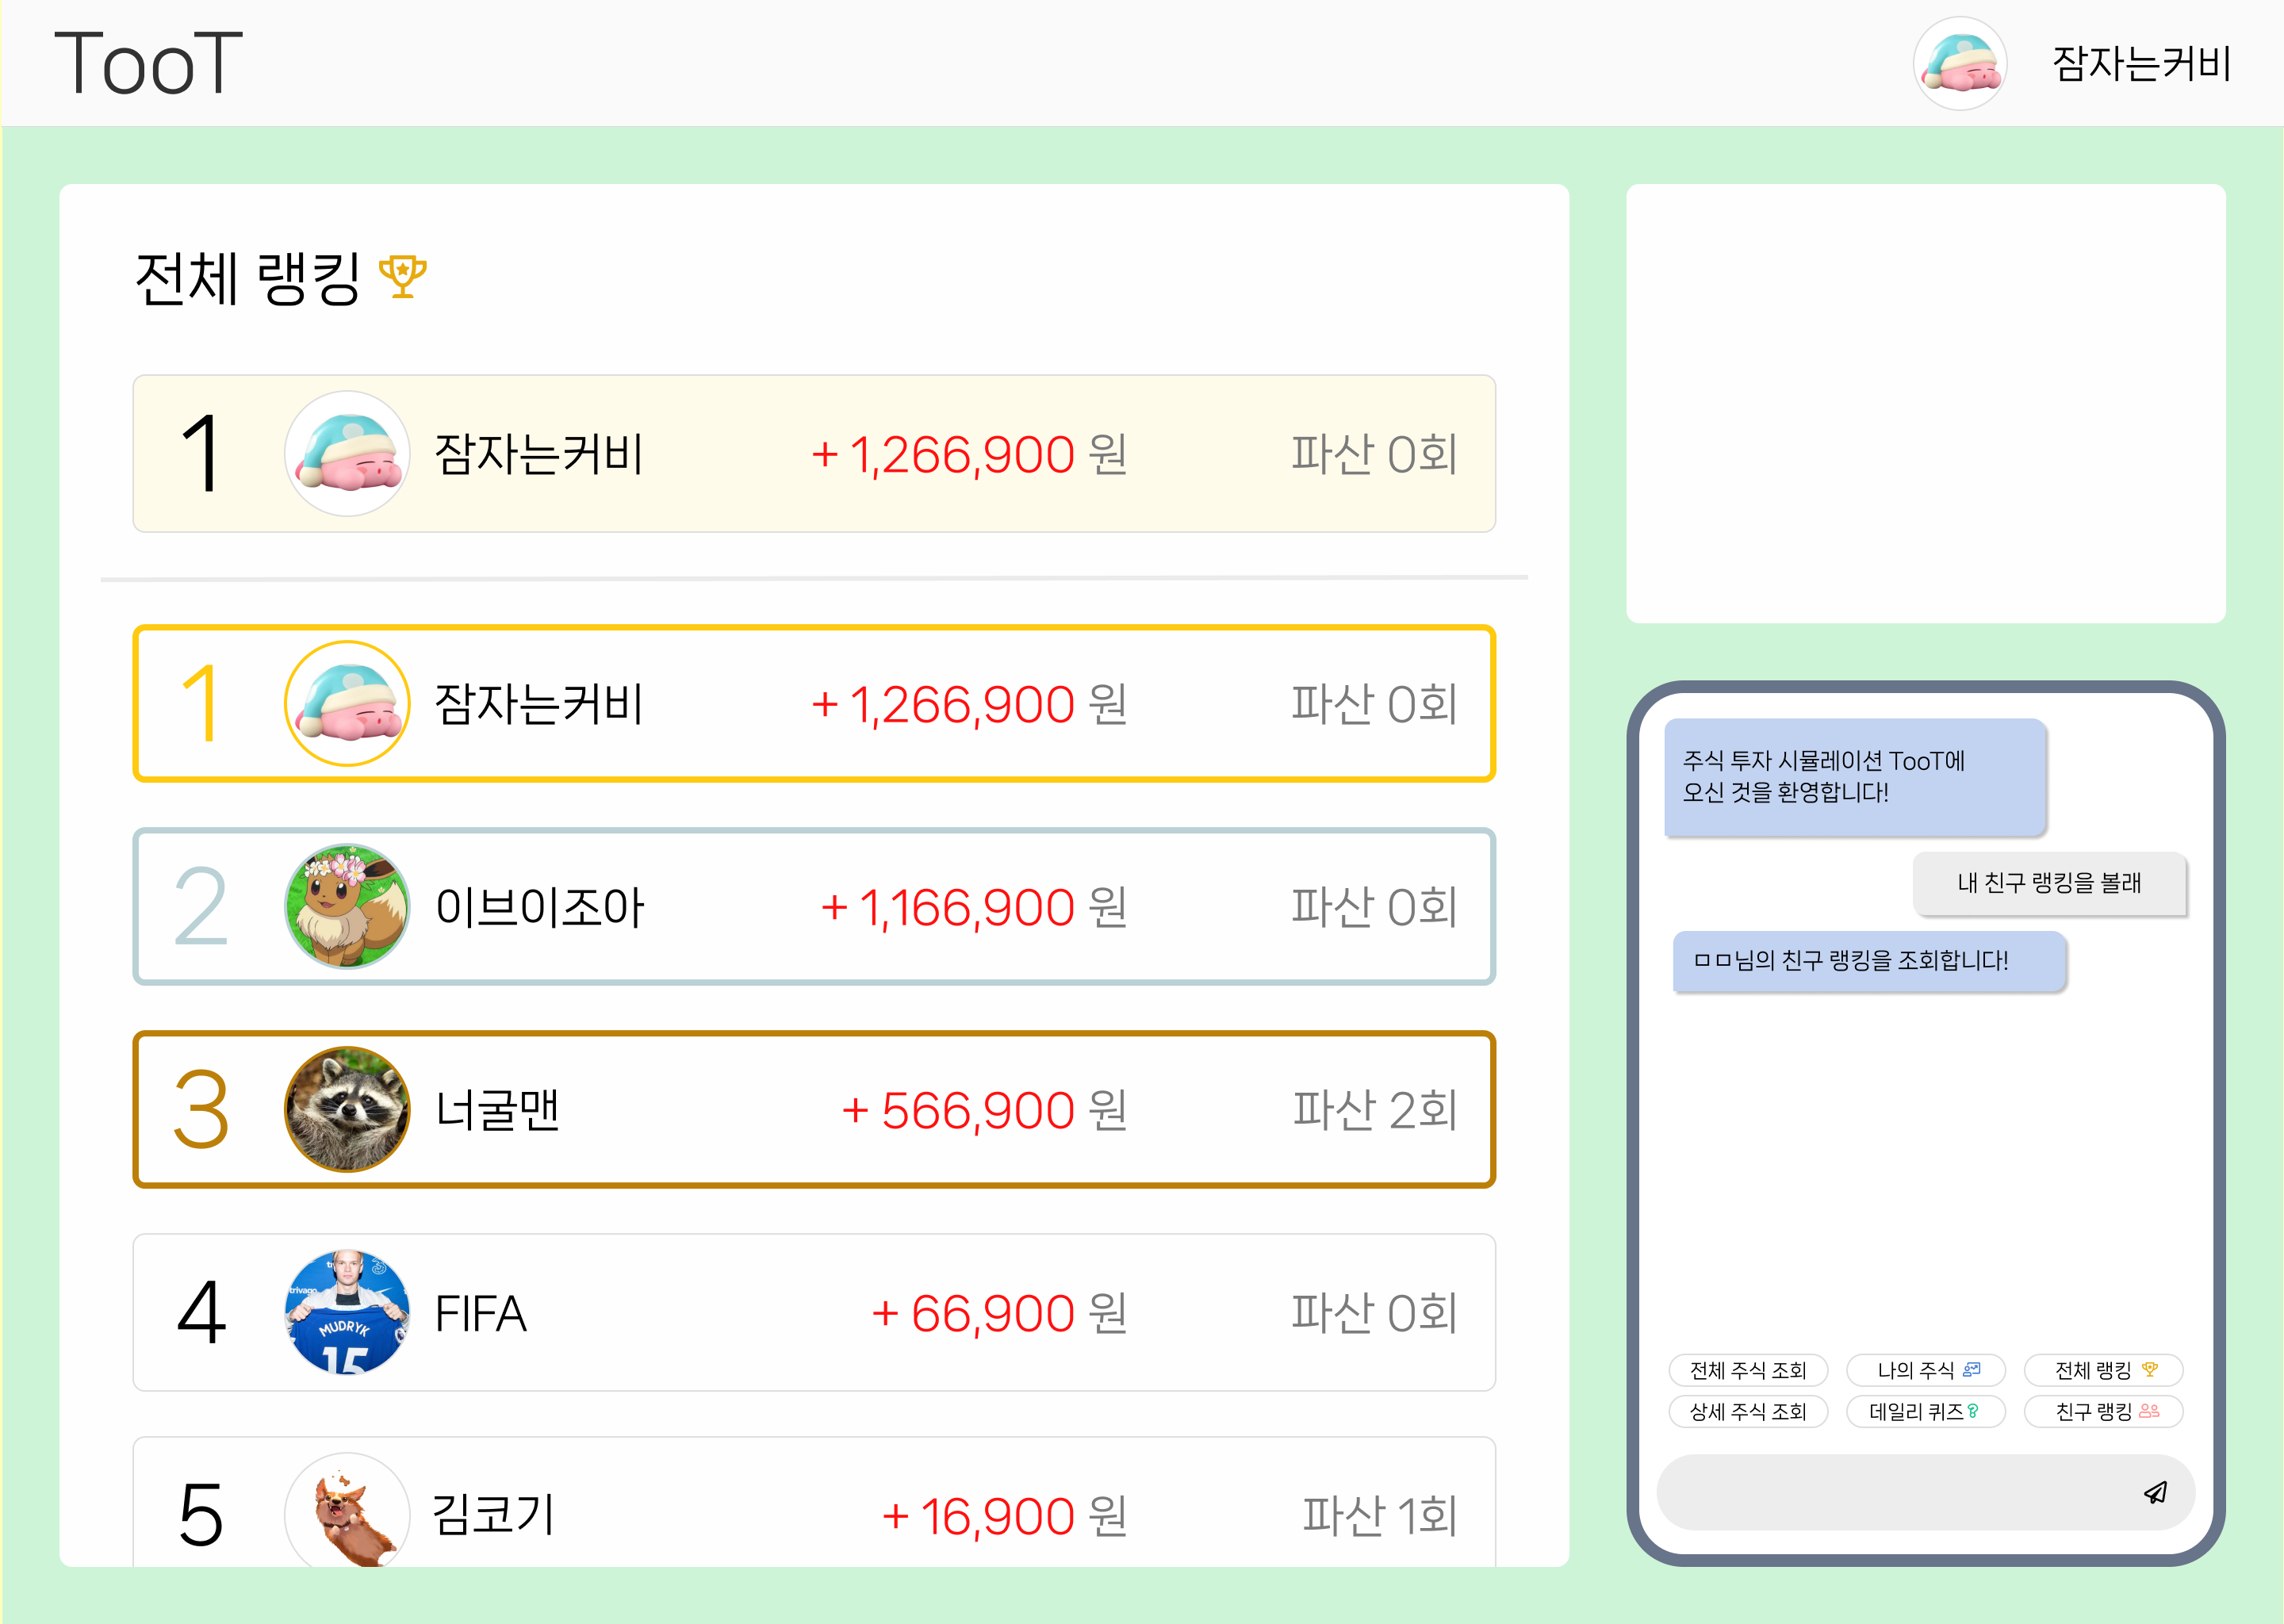 TooT
잠자는커비
전체 랭킹
1
잠자는커비
+ 1,266,900 원
파산 0회
1
잠자는커비
+ 1,266,900 원
파산 0회
2
이브이조아
+ 1,166,900 원
파산 0회
3
너굴맨
+ 566,900 원
파산 2회
4
trivago
3
MUDRYK
15
FIFA
+ 66,900 원
파산 0회
5
김코기
+ 16,900 원
파산 1회
주식 투자 시뮬레이션 TooT에
오신 것을 환영합니다!
내 친구 랭킹을 볼래
ㅁㅁ님의 친구 랭킹을 조회합니다!
전체 주식 조회
나의 주식
전체 랭킹
상세 주식 조회
데일리 퀴즈
친구 랭킹